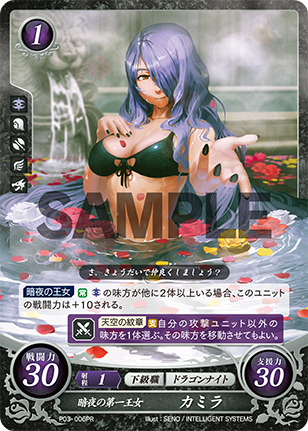 1
SAMPLE
さ、きょうだいで仲良くしましょう？
暗夜の王女 常 の味方が他に2体以上いる場合、このユニット
の戦闘力は+10される。
天空の紋章 支 自分の攻撃ユニット以外の
味方を1体選ぶ。その味方を移動させてもよい。
戦闘力 30
射程 1 下級職 ドラゴンナイト
支援力 30
暗夜の第一王女 カミラ
P03-006PR Illust：SENO / INTELLIGENT SYSTEMS